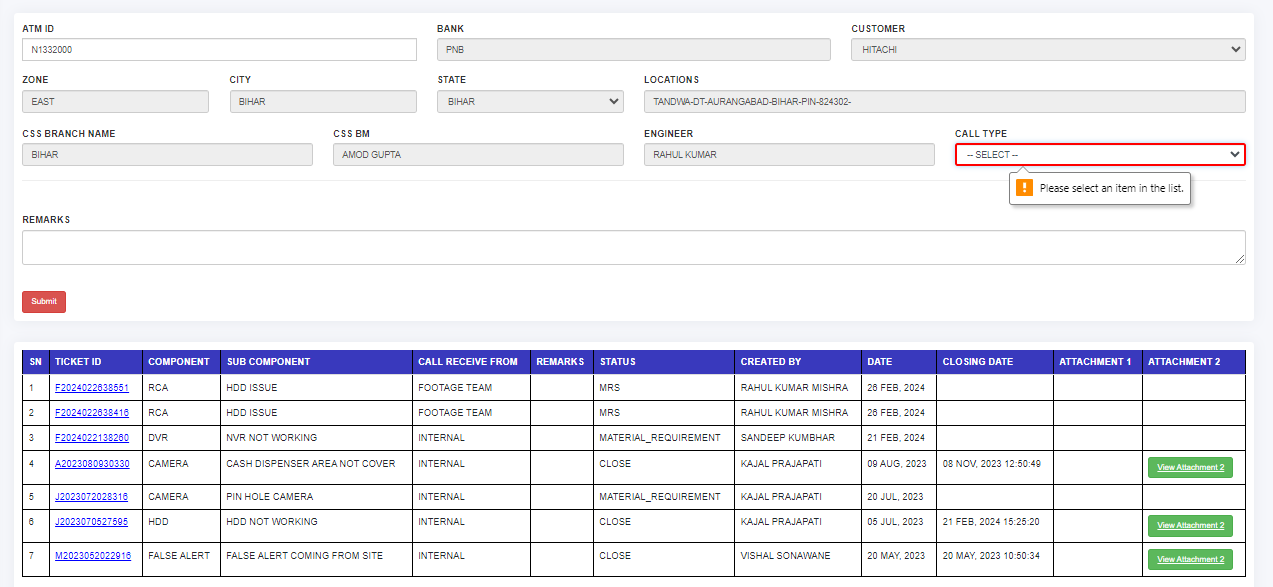 ATM ID BANK CUSTOMER
N1332000 PNB HITACHI
ZONE CITY STATE LOCATIONS
EAST BIHAR BIHAR TANDWA-DT-AURANGABAD-BIHAR-PIN-824302-
CSS BRANCH NAME CSS BM ENGINEER CALL TYPE
BIHAR AMOD GUPTA RAHUL KUMAR -- SELECT --
! Please select an item in the list.
REMARKS
Submit
SN TICKET ID COMPONENT SUB COMPONENT CALL RECEIVE FROM REMARKS STATUS CREATED BY DATE CLOSING DATE ATTACHMENT 1 ATTACHMENT 2
1 F2024022638551 RCA HDD ISSUE FOOTAGE TEAM MRS RAHUL KUMAR MISHRA 26 FEB, 2024
2 F2024022638416 RCA HDD ISSUE FOOTAGE TEAM MRS RAHUL KUMAR MISHRA 26 FEB, 2024
3 F2024022138260 DVR NVR NOT WORKING INTERNAL MATERIAL_REQUIREMENT SANDEEP KUMBHAR 21 FEB, 2024
4 A2023080930330 CAMERA CASH DISPENSER AREA NOT COVER INTERNAL CLOSE KAJAL PRAJAPATI 09 AUG, 2023 08 NOV, 2023 12:50:49 View Attachment 2
5 J2023072028316 CAMERA PIN HOLE CAMERA INTERNAL MATERIAL_REQUIREMENT KAJAL PRAJAPATI 20 JUL, 2023
6 J2023070527595 HDD HDD NOT WORKING INTERNAL CLOSE KAJAL PRAJAPATI 05 JUL, 2023 21 FEB, 2024 15:25:20 View Attachment 2
7 M2023052022916 FALSE ALERT FALSE ALERT COMING FROM SITE INTERNAL CLOSE VISHAL SONAWANE 20 MAY, 2023 20 MAY, 2023 10:50:34 View Attachment 2